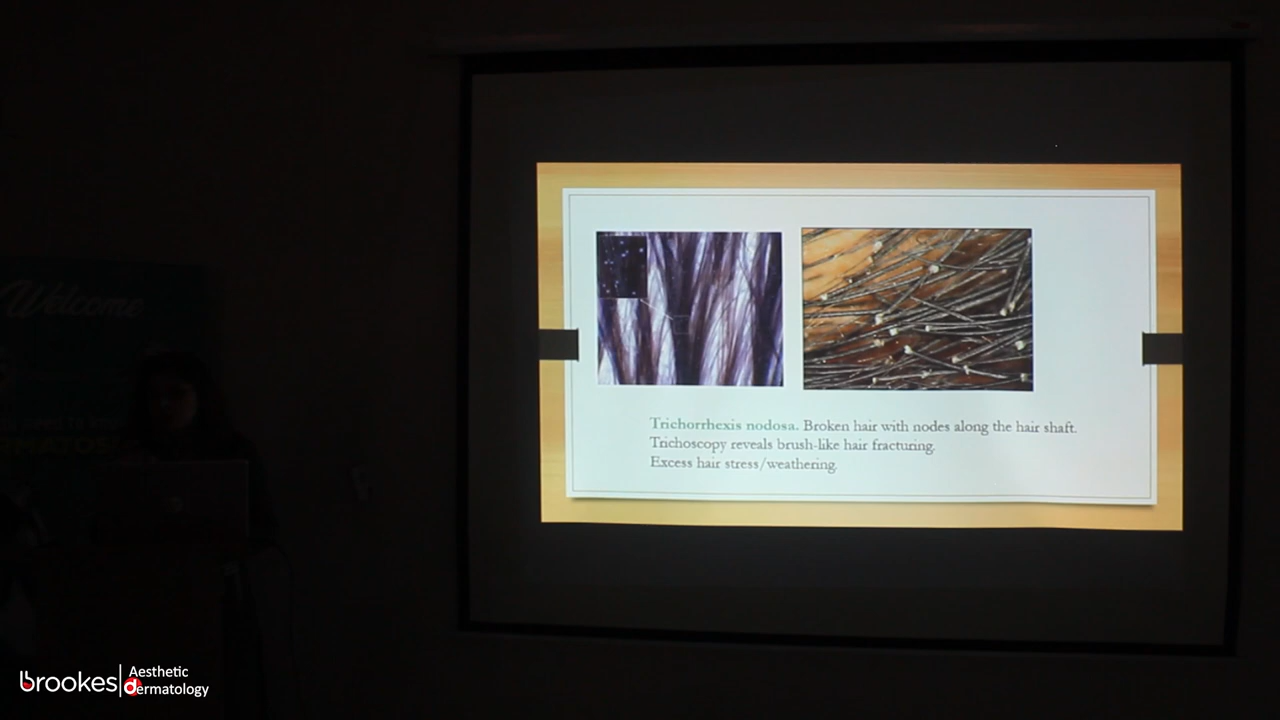 Welcome
Trichorrhexis nodosa. Broken hair with nodes along the hair shaft.
Trichoscopy reveals brush-like hair fracturing.
Excess hair stress/weathering.
brookes
Aesthetic
dermatology